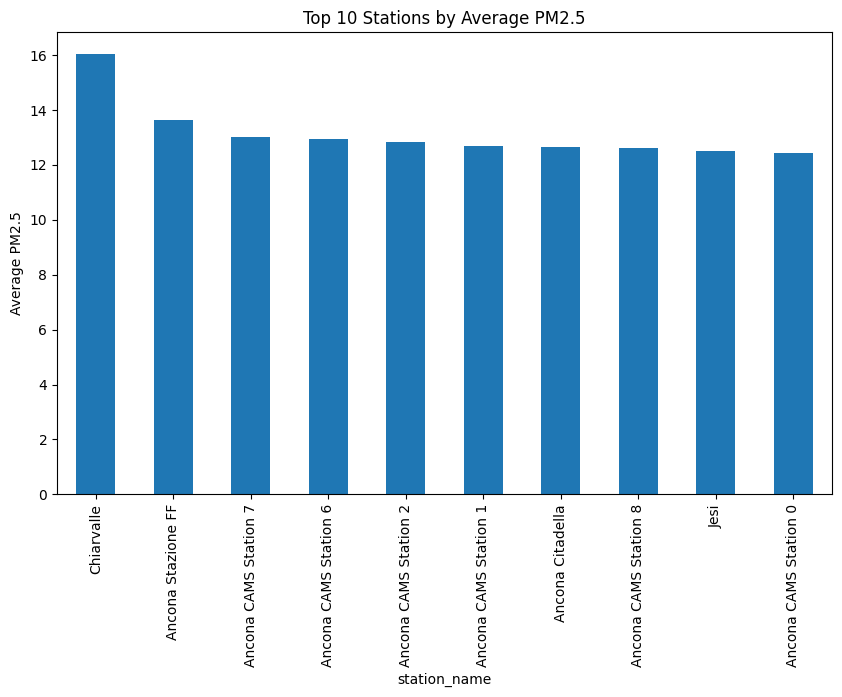 Top 10 Stations by Average PM2.5
Average PM2.5
16
14
12
10
8
6
4
2
0
Chiarvalle
Ancona Stazione FF
Ancona CAMS Station 7
Ancona CAMS Station 6
Ancona CAMS Station 2
Ancona CAMS Station 1
Ancona Citadella
Ancona CAMS Station 8
Jesi
Ancona CAMS Station 0
station_name